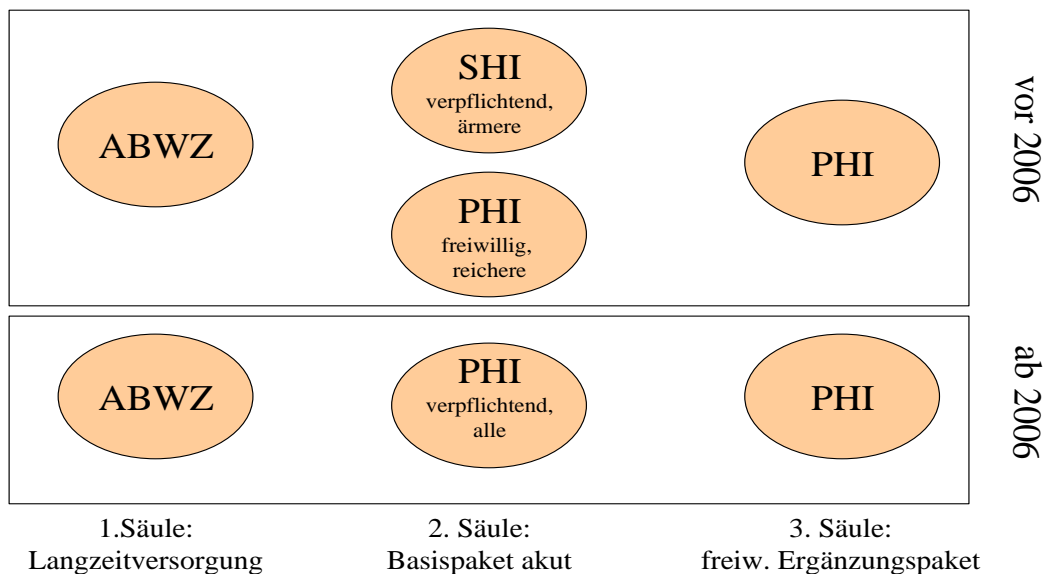 ABWZ
SHI
verpflichtend,
ärmere
PHI
freiwillig,
reichere
PHI
vor 2006
ABWZ
PHI
verpflichtend,
alle
PHI
ab 2006
1.Säule:
Langzeitversorgung
2. Säule:
Basispaket akut
3. Säule:
freiw. Ergänzungspaket